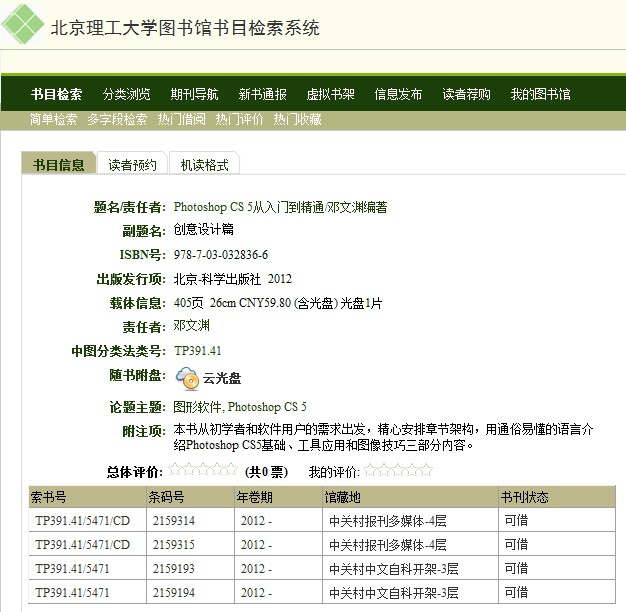 北京理工大学图书馆书目检索系统
书目检索 分类浏览 期刊导航 新书通报 虚拟书架 信息发布 读者荐购 我的图书馆
简单检索 多字段检索 热门借阅 热门评价 热门收藏
书目信息 读者预约 机读格式
题名/责任者: Photoshop CS 5从入门到精通/邓文渊编著
副题名: 创意设计篇
ISBN号: 978-7-03-032836-6
出版发行项: 北京-科学出版社 2012
载体信息: 405页 26cm CNY59.80 (含光盘) 光盘1片
责任者: 邓文渊
中图分类法类号: TP391.41
随书附盘: 云光盘
论题主题: 图形软件, Photoshop CS 5
附注项: 本书从初学者和软件用户的需求出发，精心安排章节架构，用通俗易懂的语言介
绍Photoshop CS5基础、工具应用和图像技巧三部分内容。
总体评价: (共0票) 我的评价:
索书号 条码号 年卷期 馆藏地 书刊状态
TP391.41/5471/CD 2159314 2012 - 中关村报刊多媒体-4层 可借
TP391.41/5471/CD 2159315 2012 - 中关村报刊多媒体-4层 可借
TP391.41/5471 2159193 2012 - 中关村中文自科开架-3层 可借
TP391.41/5471 2159194 2012 - 中关村中文自科开架-3层 可借